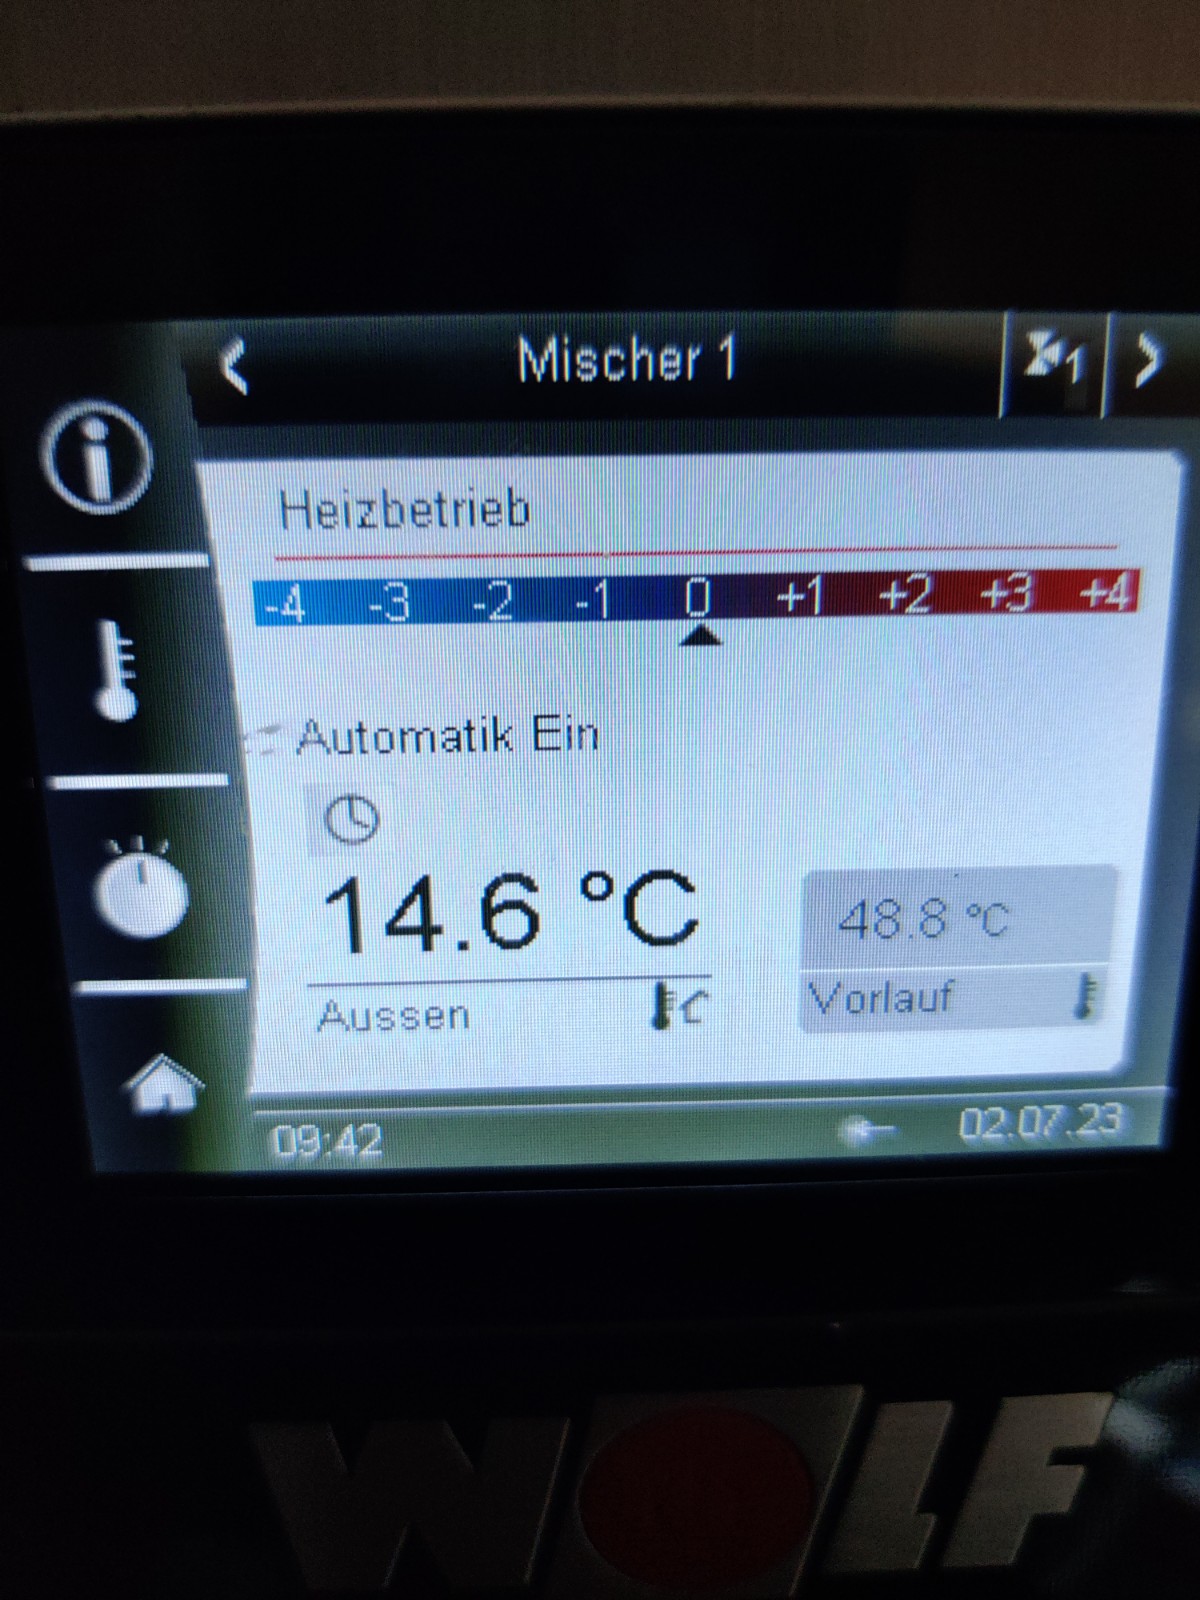 Mischer 1
1
Heizbetrieb
-4 -3 -2 -1 0 +1 +2 +3 +4
Automatik Ein
14.6 °C
48.8 °C
Aussen
Vorlauf
09:42
02.07.23
WOLF